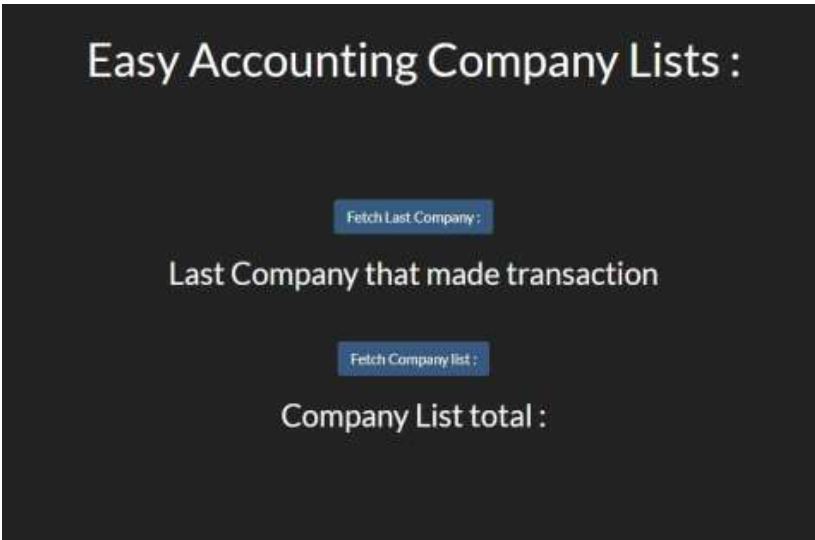 Easy Accounting Company Lists :
Fetch Last Company :
Last Company that made transaction
Fetch Company list :
Company List total :